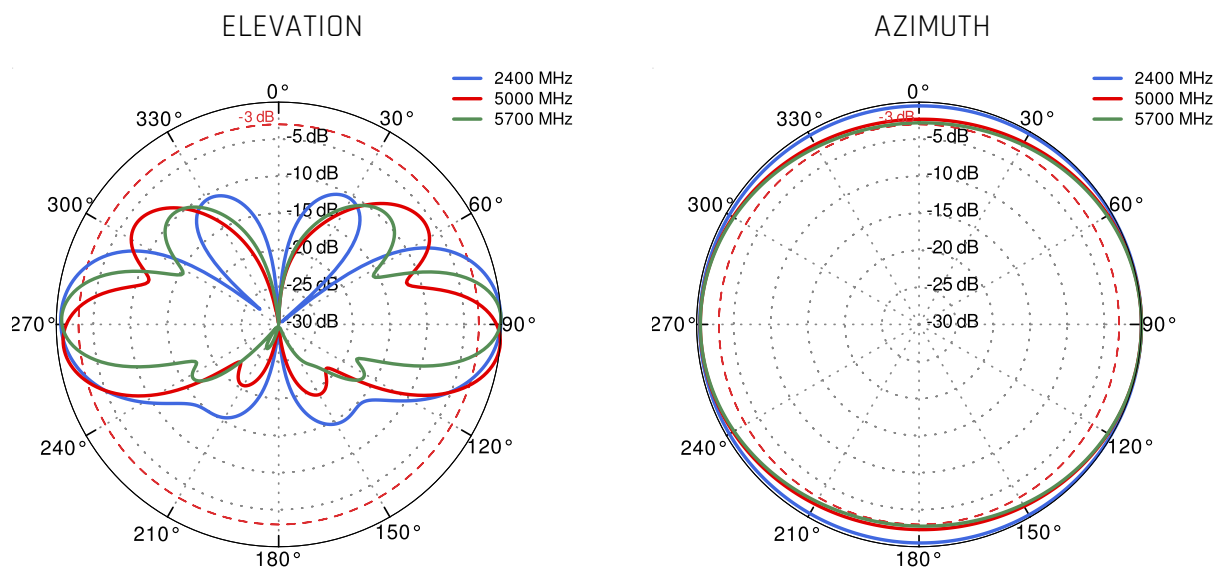 ELEVATION
2400 MHz
5000 MHz
5700 MHz
0°
330°
30°
-3 dB
-5 dB
-10 dB
300°
-15 dB
60°
-20 dB
-25 dB
270°
-30 dB
90°
240°
120°
210°
150°
180°
AZIMUTH
2400 MHz
5000 MHz
5700 MHz
0°
330°
30°
-3 dB
-5 dB
-10 dB
300°
-15 dB
60°
-20 dB
-25 dB
270°
-30 dB
90°
240°
120°
210°
150°
180°